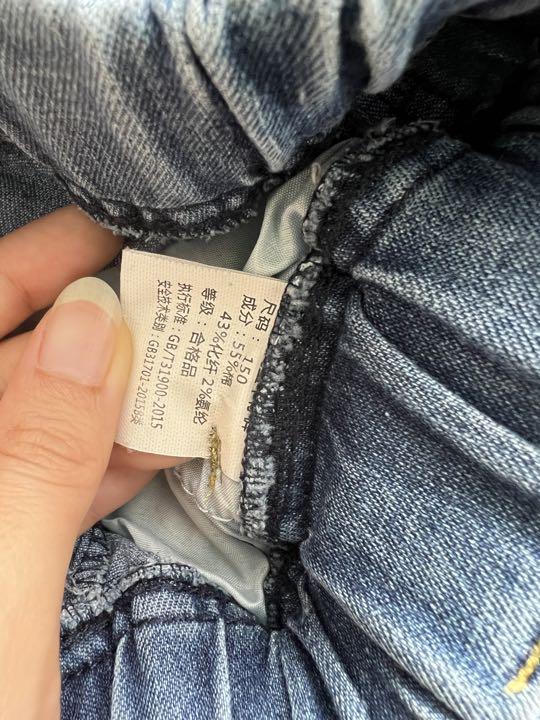 尺码：150
成分：55%棉
43%化纤 2%氨纶
等级：合格品
执行标准：GB/T31900-2015
安全技术类别：GB31701-2015B类